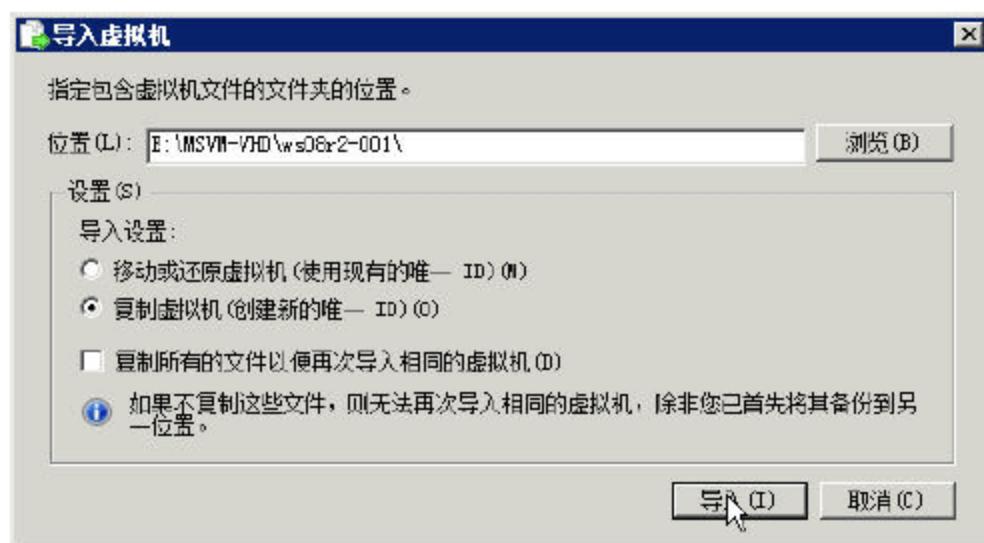 导入虚拟机
指定包含虚拟机文件的文件夹的位置。
位置(L): E:\MSVM-VHD\ws08r2-001\ 浏览(B)
设置(S)
导入设置:
移动或还原虚拟机(使用现有的唯一 ID)(M)
复制虚拟机(创建新的唯一 ID)(O)
复制所有的文件以便再次导入相同的虚拟机(D)
如果不复制这些文件,则无法再次导入相同的虚拟机,除非您已首先将其备份到另
一位置。
导入(I) 取消(C)